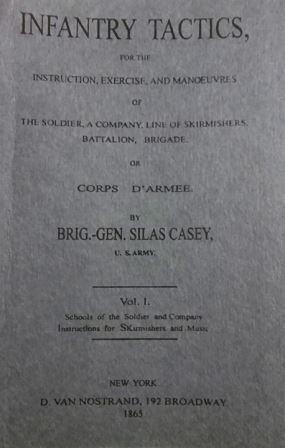 INFANTRY TACTICS,
FOR THE
INSTRUCTION, EXERCISE, AND MANOEUVRES
OF
THE SOLDIER, A COMPANY, LINE OF SKIRMISHERS,
BATTALION, BRIGADE,
OR
CORPS D'ARMEE.
BY
BRIG.-GEN. SILAS CASEY,
U. S. ARMY.
Vol. I.
Schools of the Soldier and Company
Instructions for SKirmishers and Music
NEW YORK
D. VAN NOSTRAND, 192 BROADWAY
1865